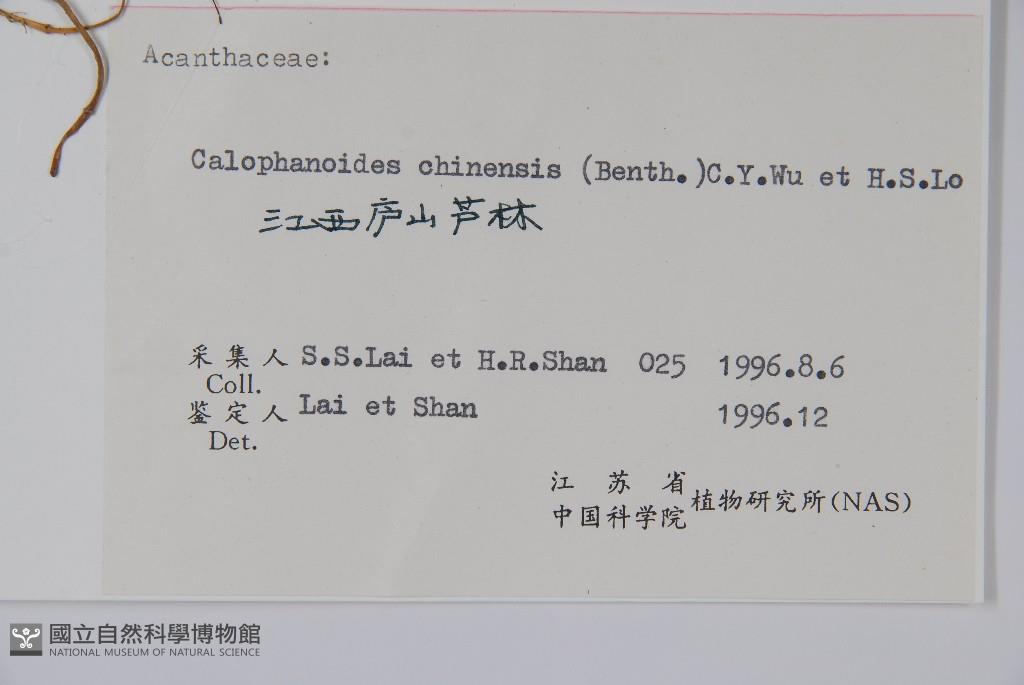 Acanthaceae:
Calophanoides chinensis (Benth.)C.Y.Wu et H.S.Lo
江西庐山芦林
采集人 S.S.Lai et H.R.Shan 025 1996.8.6
Coll.
鉴定人 Lai et Shan 1996.12
Det.
江苏省
中国科学院 植物研究所(NAS)
國立自然科學博物館
NATIONAL MUSEUM OF NATURAL SCIENCE